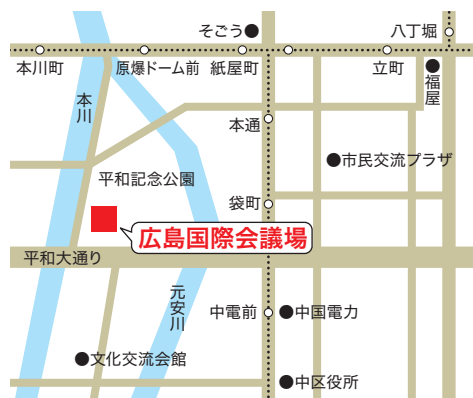 そごう
八丁堀
本川町
原爆ドーム前
紙屋町
立町
福屋
本川
本通
市民交流プラザ
平和記念公園
袋町
広島国際会議場
平和大通り
元安川
中電前
中国電力
文化交流会館
中区役所